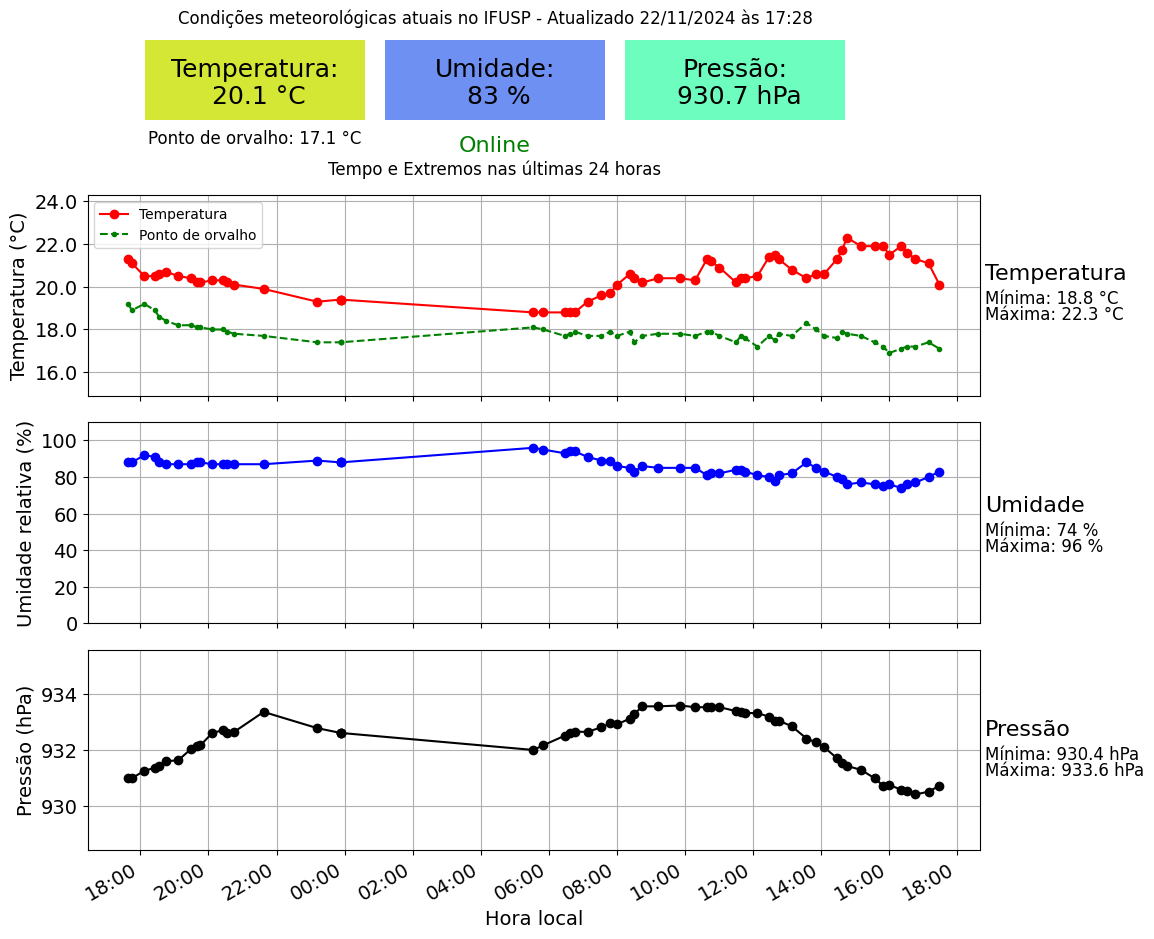 Condições meteorológicas atuais no IFUSP - Atualizado 22/11/2024 às 17:28
Temperatura:
20.1 °C
Umidade:
83 %
Pressão:
930.7 hPa
Ponto de orvalho: 17.1 °C
Online
Tempo e Extremos nas últimas 24 horas
Temperatura (°C)
24.0
22.0
20.0
18.0
16.0
Temperatura
Ponto de orvalho
Temperatura
Mínima: 18.8 °C
Máxima: 22.3 °C
Umidade relativa (%)
100
80
60
40
20
0
Umidade
Mínima: 74 %
Máxima: 96 %
Pressão (hPa)
934
932
930
Pressão
Mínima: 930.4 hPa
Máxima: 933.6 hPa
18:00 20:00 22:00 00:00 02:00 04:00 06:00 08:00 10:00 12:00 14:00 16:00 18:00
Hora local